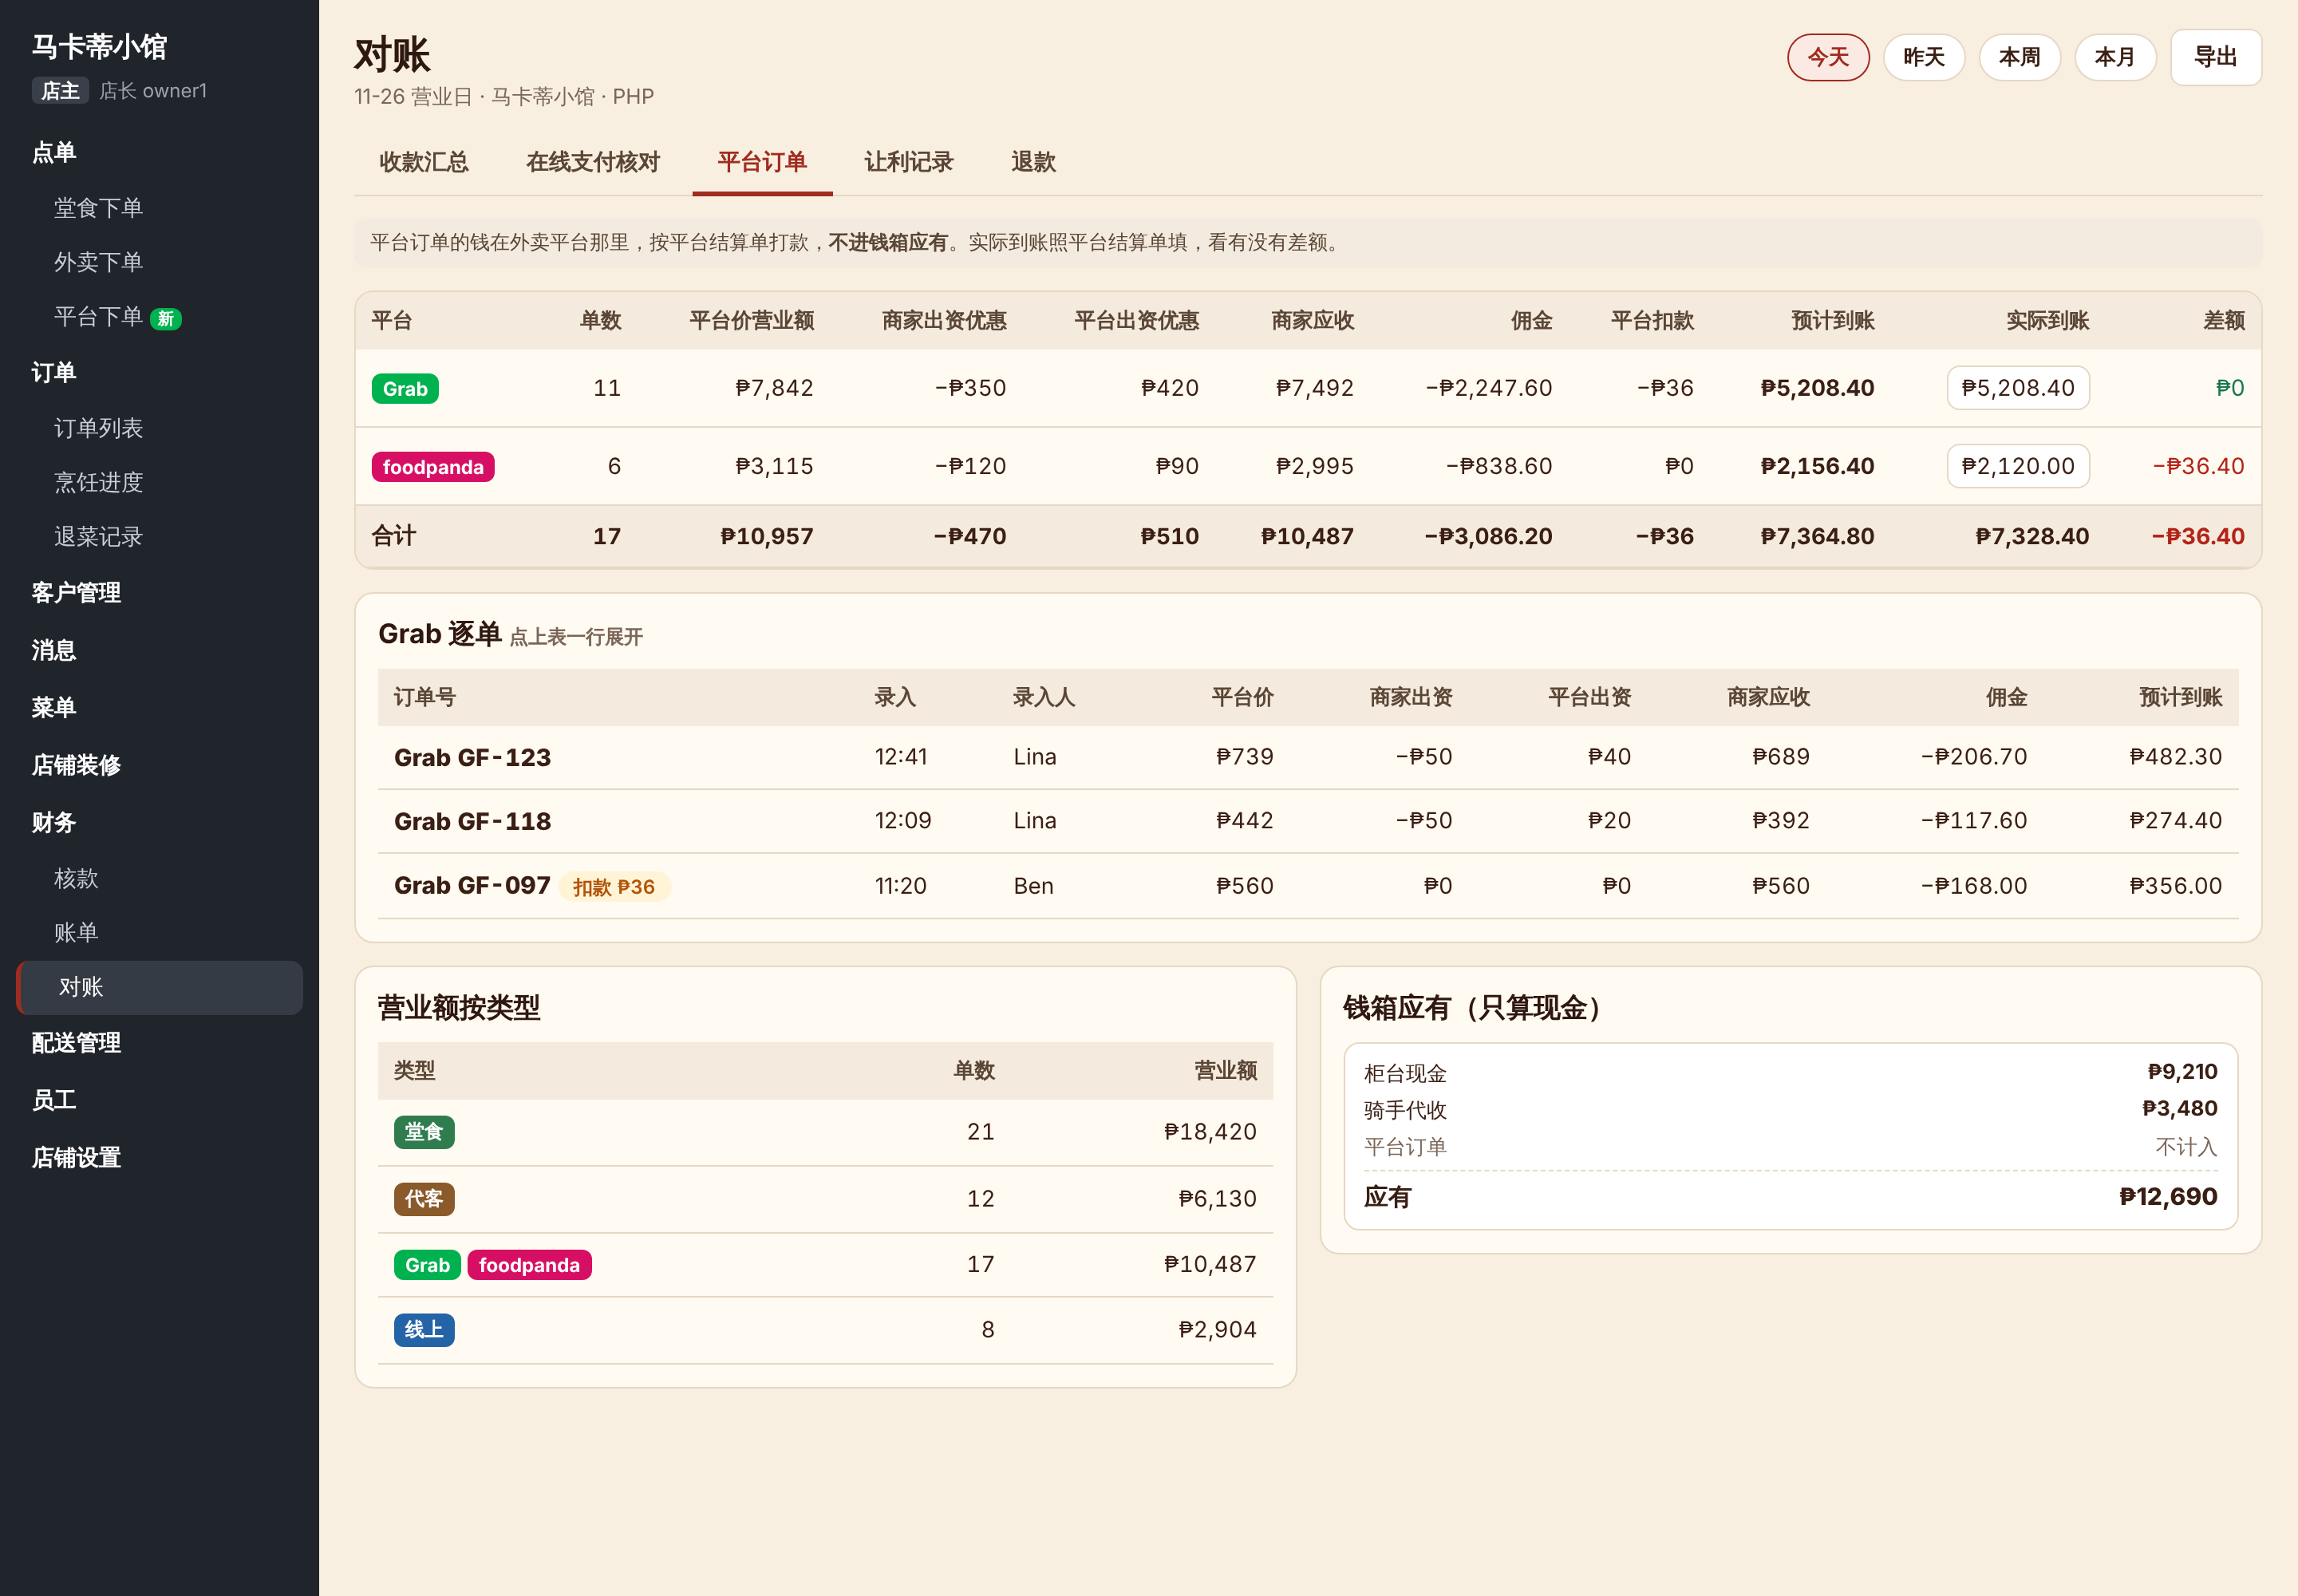 马卡蒂小馆
店主 店长 owner1
点单
堂食下单
外卖下单
平台下单 新
订单
订单列表
烹饪进度
退菜记录
客户管理
消息
菜单
店铺装修
财务
核款
账单
对账
配送管理
员工
店铺设置
对账
11-26 营业日 · 马卡蒂小馆 · PHP
今天 昨天 本周 本月 导出
收款汇总 在线支付核对 平台订单 让利记录 退款
平台订单的钱在外卖平台那里，按平台结算单打款，不进钱箱应有。实际到账照平台结算单填，看有没有差额。
平台 单数 平台价营业额 商家出资优惠 平台出资优惠 商家应收 佣金 平台扣款 预计到账 实际到账 差额
Grab 11 ₱7,842 −₱350 ₱420 ₱7,492 −₱2,247.60 −₱36 ₱5,208.40 ₱5,208.40 ₱0
foodpanda 6 ₱3,115 −₱120 ₱90 ₱2,995 −₱838.60 ₱0 ₱2,156.40 ₱2,120.00 −₱36.40
合计 17 ₱10,957 −₱470 ₱510 ₱10,487 −₱3,086.20 −₱36 ₱7,364.80 ₱7,328.40 −₱36.40
Grab 逐单 点上表一行展开
订单号 录入 录入人 平台价 商家出资 平台出资 商家应收 佣金 预计到账
Grab GF-123 12:41 Lina ₱739 −₱50 ₱40 ₱689 −₱206.70 ₱482.30
Grab GF-118 12:09 Lina ₱442 −₱50 ₱20 ₱392 −₱117.60 ₱274.40
Grab GF-097 扣款 ₱36 11:20 Ben ₱560 ₱0 ₱0 ₱560 −₱168.00 ₱356.00
营业额按类型
类型 单数 营业额
堂食 21 ₱18,420
代客 12 ₱6,130
Grab foodpanda 17 ₱10,487
线上 8 ₱2,904
钱箱应有（只算现金）
柜台现金 ₱9,210
骑手代收 ₱3,480
平台订单 不计入
应有 ₱12,690